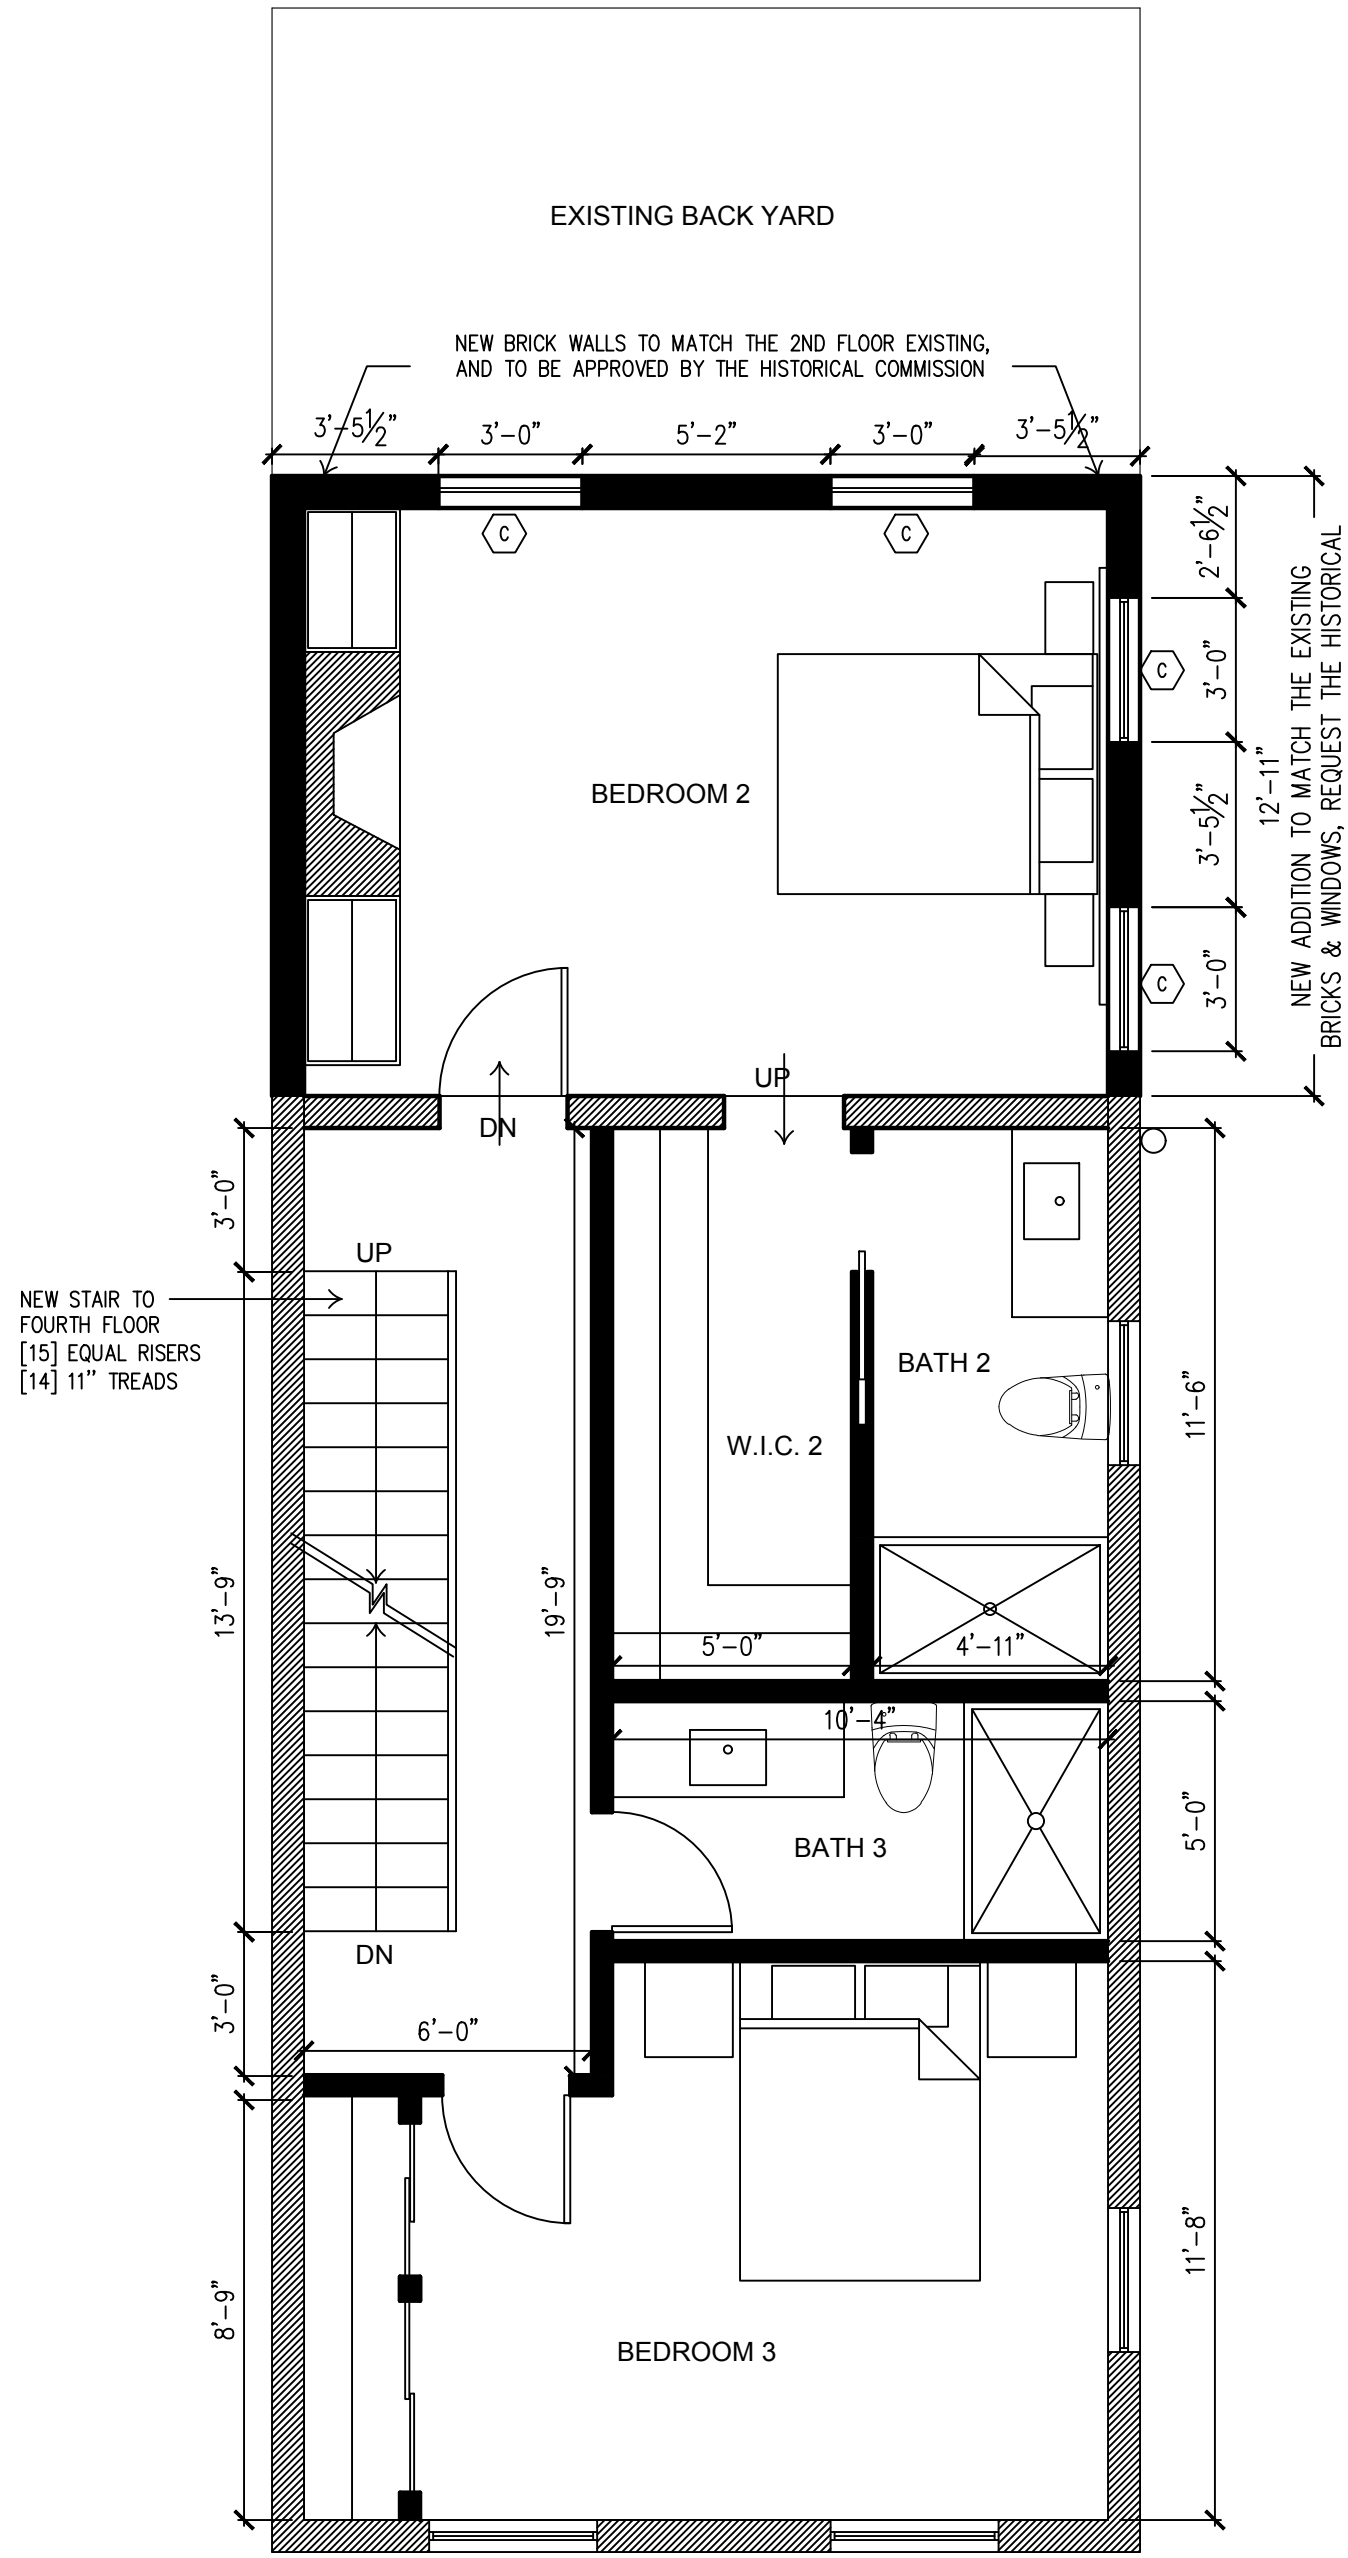 EXISTING BACK YARD
NEW BRICK WALLS TO MATCH THE 2ND FLOOR EXISTING,
AND TO BE APPROVED BY THE HISTORICAL COMMISSION
3'-5½"
3'-0"
5'-2"
3'-0"
3'-5½"
C
C
2'-6½"
3'-0"
3'-5½"
3'-0"
12'-11"
NEW ADDITION TO MATCH THE EXISTING
BRICKS & WINDOWS, REQUEST THE HISTORICAL
C
C
BEDROOM 2
UP
DN
3'-0"
UP
NEW STAIR TO
FOURTH FLOOR
[15] EQUAL RISERS
[14] 11" TREADS
BATH 2
W.I.C. 2
11'-6"
13'-9"
19'-9"
5'-0"
4'-11"
10'-4"
BATH 3
5'-0"
DN
3'-0"
6'-0"
11'-8"
8'-9"
BEDROOM 3